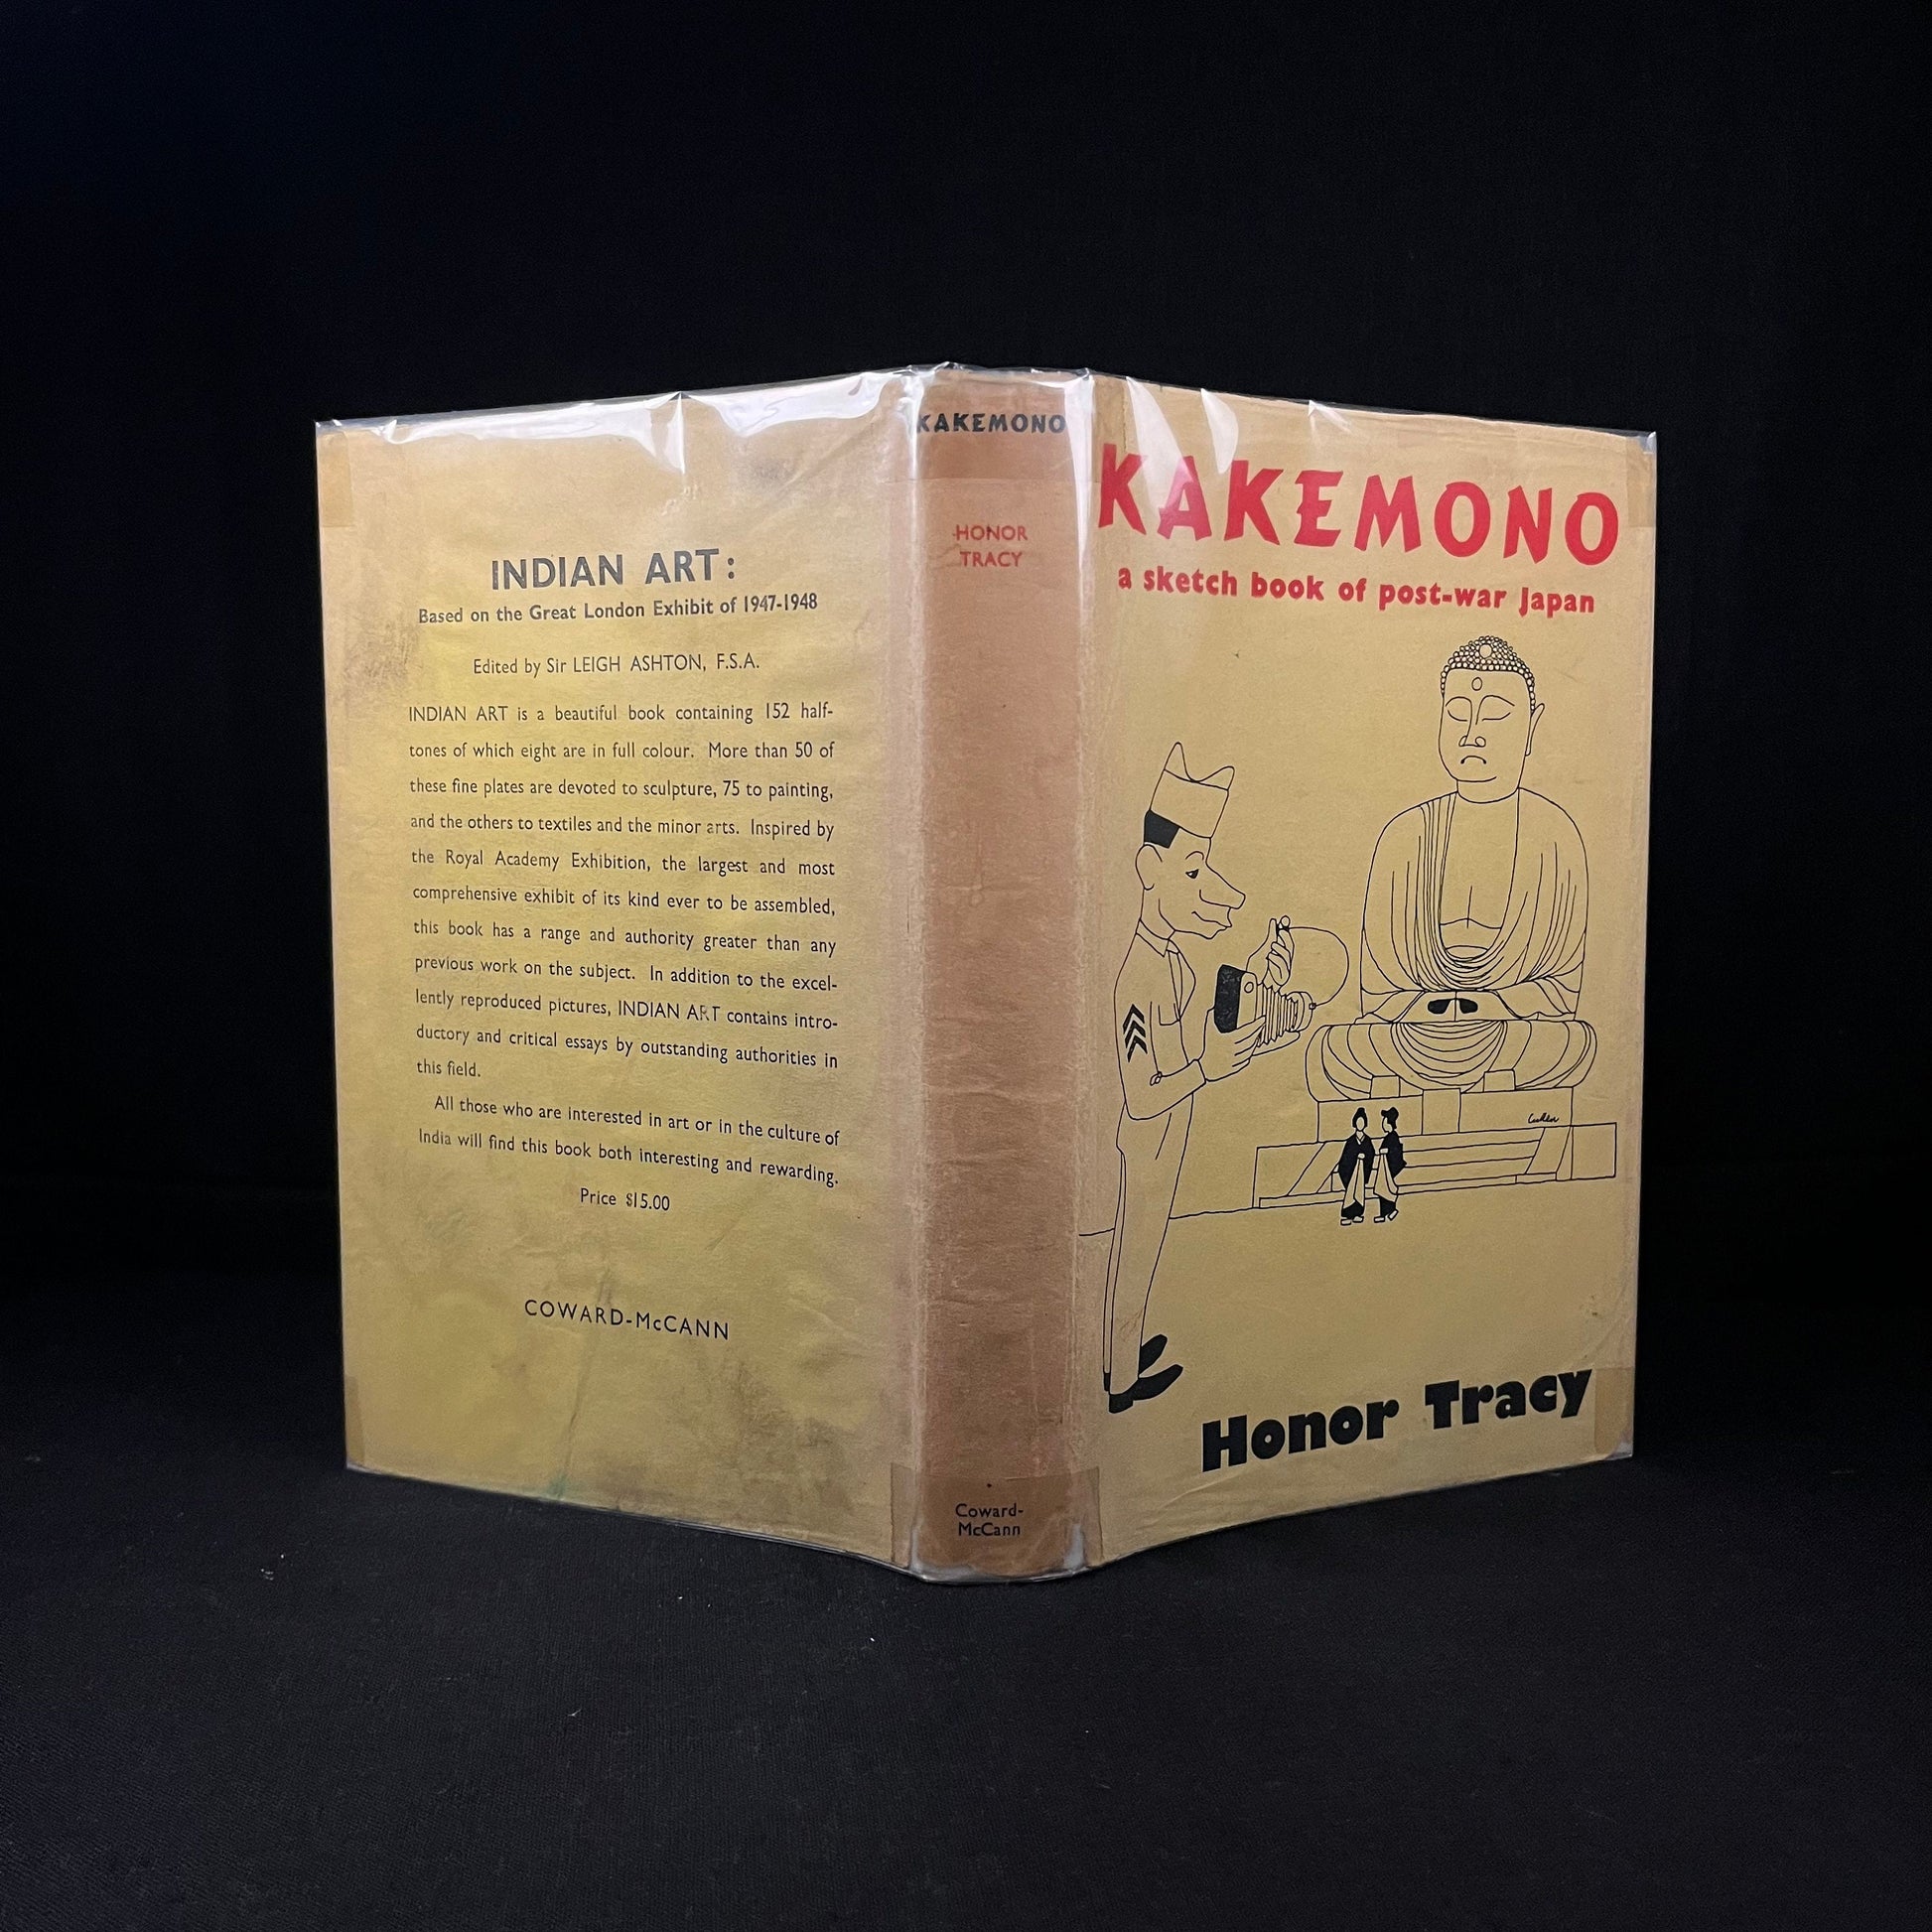 INDIAN ART:
Based on the Great London Exhibit of 1947-1948
Edited by Sir LEIGH ASHTON, F.S.A.
INDIAN ART is a beautiful book containing 152 half-
tones of which eight are in full colour. More than 50 of
these fine plates are devoted to sculpture, 75 to painting,
and the others to textiles and the minor arts. Inspired by
the Royal Academy Exhibition, the largest and most
comprehensive exhibit of its kind ever to be assembled,
this book has a range and authority greater than any
previous work on the subject. In addition to the excel-
lently reproduced pictures, INDIAN ART contains intro-
ductory and critical essays by outstanding authorities in
this field.
All those who are interested in art or in the culture of
India will find this book both interesting and rewarding.
Price $15.00
COWARD-McCANN
KAKEMONO
HONOR
TRACY
Coward-
McCann
KAKEMONO
a sketch book of post-war Japan
Honor Tracy